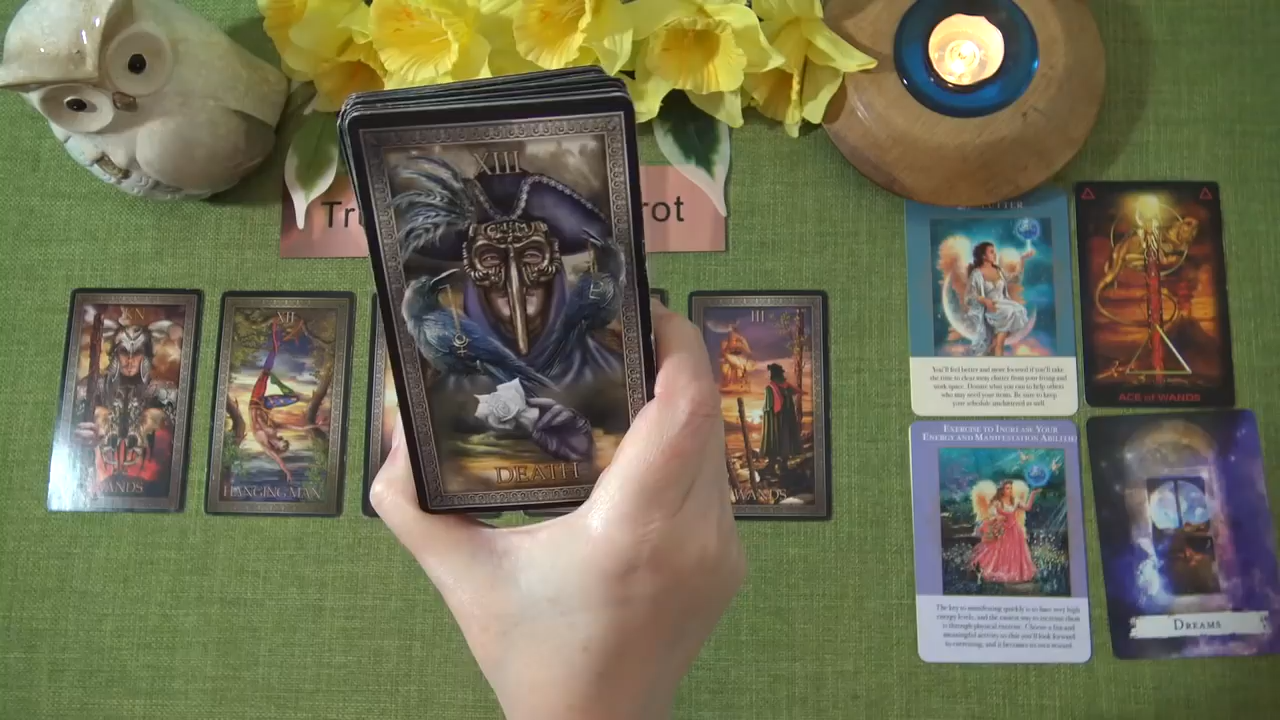 XIII
DEATH
Tr
rot
WANDS
XII
HANGING MAN
III
WANDS
You'll feel better and more focused if you'll take
the time to clear away clutter from your living and
work space. Donate what you can to help others
who may need your items. Be sure to keep
your schedule uncluttered as well.
ACE of WANDS
EXERCISE TO INCREASE YOUR
ENERGY AND MANIFESTATION ABILITIES
The key to manifesting quickly is to have very high
energy levels, and the easiest way to increase them
is through physical exercise. Choose a fun and
meaningful activity so that you'll look forward
to exercising, and it becomes its own reward.
DREAMS